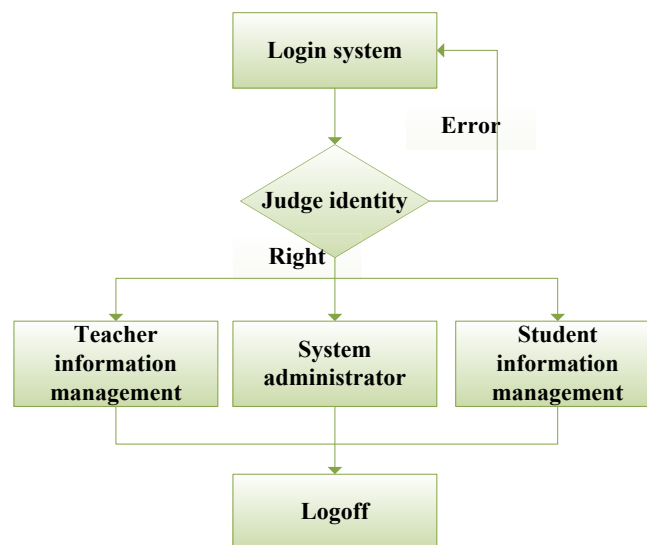 Login system
Error
Judge identity
Right
Teacher
information
management
System
administrator
Student
information
management
Logoff